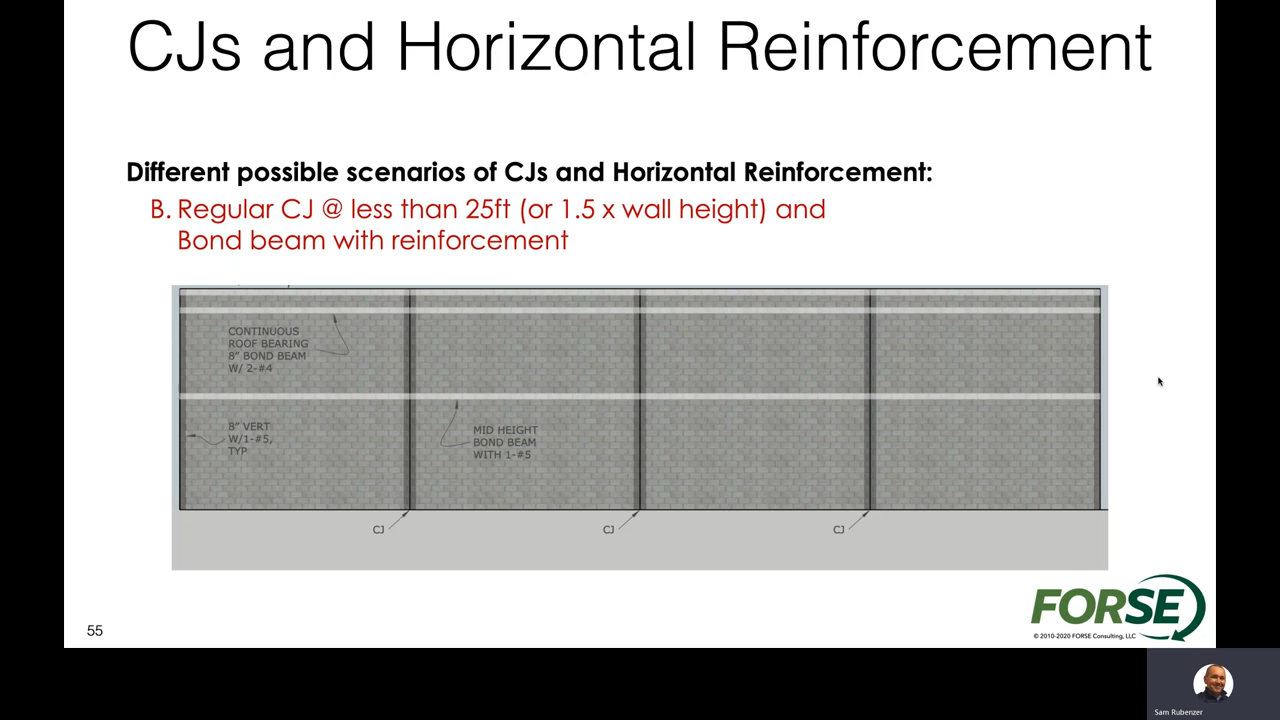 CJs and Horizontal Reinforcement
Different possible scenarios of CJs and Horizontal Reinforcement:
B. Regular CJ @ less than 25ft (or 1.5 x wall height) and
Bond beam with reinforcement
CONTINUOUS
ROOF BEARING
8" BOND BEAM
W/ 2-#4
8" VERT
W/1-#5,
TYP
MID HEIGHT
BOND BEAM
WITH 1-#5
CJ
CJ
CJ
FORSE
© 2010-2020 FORSE Consulting, LLC
55
Sam Rubenzer